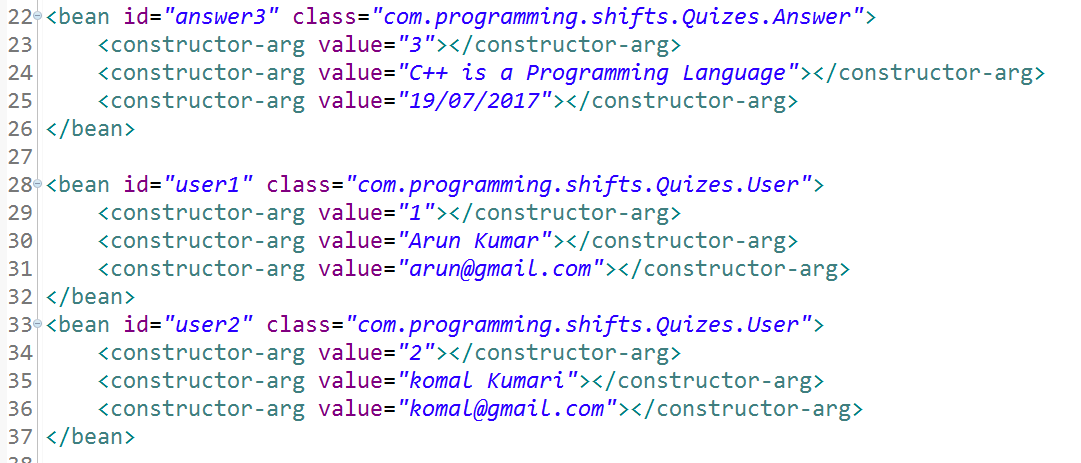 22 <bean id="answer3" class="com.programming.shifts.Quizes.Answer">
23     <constructor-arg value="3"></constructor-arg>
24     <constructor-arg value="C++ is a Programming Language"></constructor-arg>
25     <constructor-arg value="19/07/2017"></constructor-arg>
26 </bean>
27
28 <bean id="user1" class="com.programming.shifts.Quizes.User">
29     <constructor-arg value="1"></constructor-arg>
30     <constructor-arg value="Arun Kumar"></constructor-arg>
31     <constructor-arg value="arun@gmail.com"></constructor-arg>
32 </bean>
33 <bean id="user2" class="com.programming.shifts.Quizes.User">
34     <constructor-arg value="2"></constructor-arg>
35     <constructor-arg value="komal Kumari"></constructor-arg>
36     <constructor-arg value="komal@gmail.com"></constructor-arg>
37 </bean>